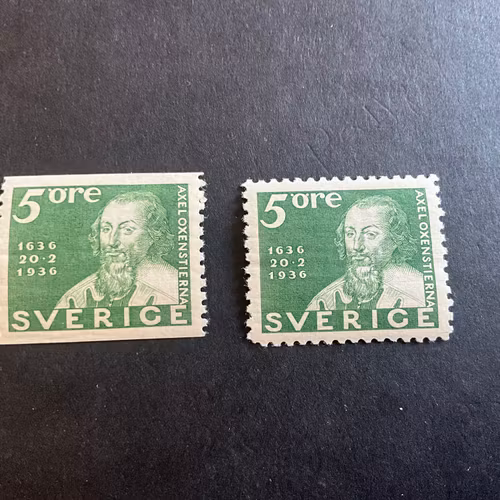 5 öre
AXEL OXENSTIERNA
1636
20·2
1936
SVERIGE
5 öre
AXEL OXENSTIERNA
1636
20·2
1936
SVERIGE